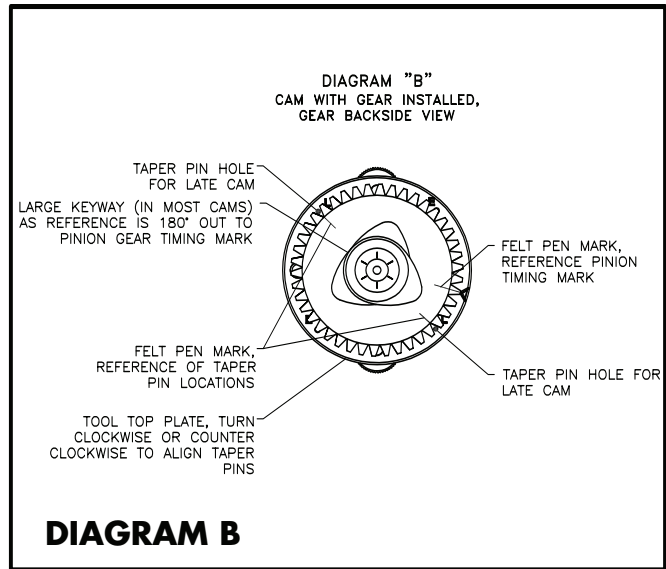 DIAGRAM "B"
CAM WITH GEAR INSTALLED,
GEAR BACKSIDE VIEW
TAPER PIN HOLE
FOR LATE CAM
LARGE KEYWAY (IN MOST CAMS)
AS REFERENCE IS 180° OUT TO
PINION GEAR TIMING MARK
FELT PEN MARK,
REFERENCE PINION
TIMING MARK
FELT PEN MARK,
REFERENCE OF TAPER
PIN LOCATIONS
TAPER PIN HOLE FOR
LATE CAM
TOOL TOP PLATE, TURN
CLOCKWISE OR COUNTER
CLOCKWISE TO ALIGN TAPER
PINS
DIAGRAM B